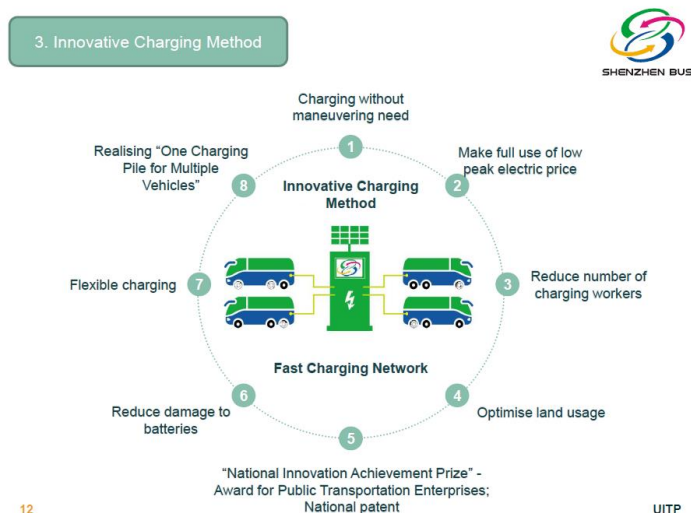 3. Innovative Charging Method
SHENZHEN BUS
Charging without
maneuvering need
1
Make full use of low
peak electric price
2
Reduce number of
charging workers
3
Optimise land usage
4
5
"National Innovation Achievement Prize" -
Award for Public Transportation Enterprises;
National patent
Reduce damage to
batteries
6
Flexible charging
7
Realising "One Charging
Pile for Multiple
Vehicles"
8
Innovative Charging
Method
Fast Charging Network
12
UITP